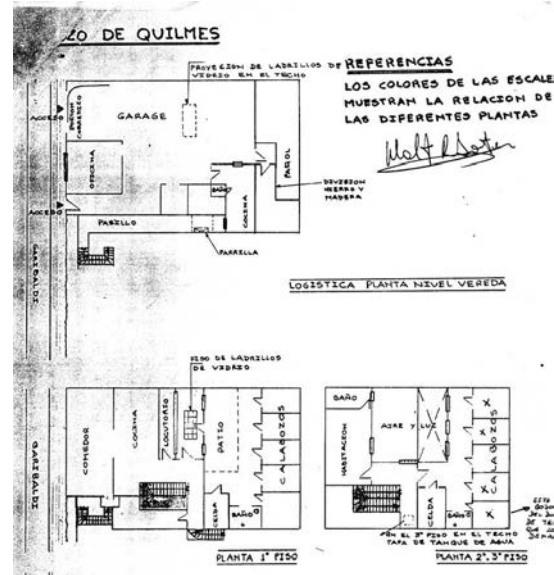 ZO DE QUILMES
PROYECION DE LADRILLOS DE
VIDRIO EN EL TECHO
REFERENCIAS
LOS COLORES DE LAS ESCALE
MUESTRAN LA RELACION DE
LAS DIFERENTES PLANTAS
ACCESO
PORTON
CORREDIZO
GARAGE
OFICINA
PAÑOL
BAÑO
COCINA
DIVISION
HIERRO Y
MADERA
ACCESO
PASILLO
PARRILLA
GARIBALDI
LOGISTICA PLANTA NIVEL VEREDA
PISO DE LADRILLOS
DE VIDRIO
GARIBALDI
COMEDOR
COCINA
LOCUTORIO
PATIO
CALABOZOS
CELDA
BAÑO
PLANTA 1° PISO
BAÑO
HABITACION
AIRE Y LUZ
CALABOZOS
CELDA
BAÑO
ESTE
EN EL 3° PISO EN EL TECHO
TAPA DE TANQUE DE AGUA
PLANTA 2°, 3° PISO